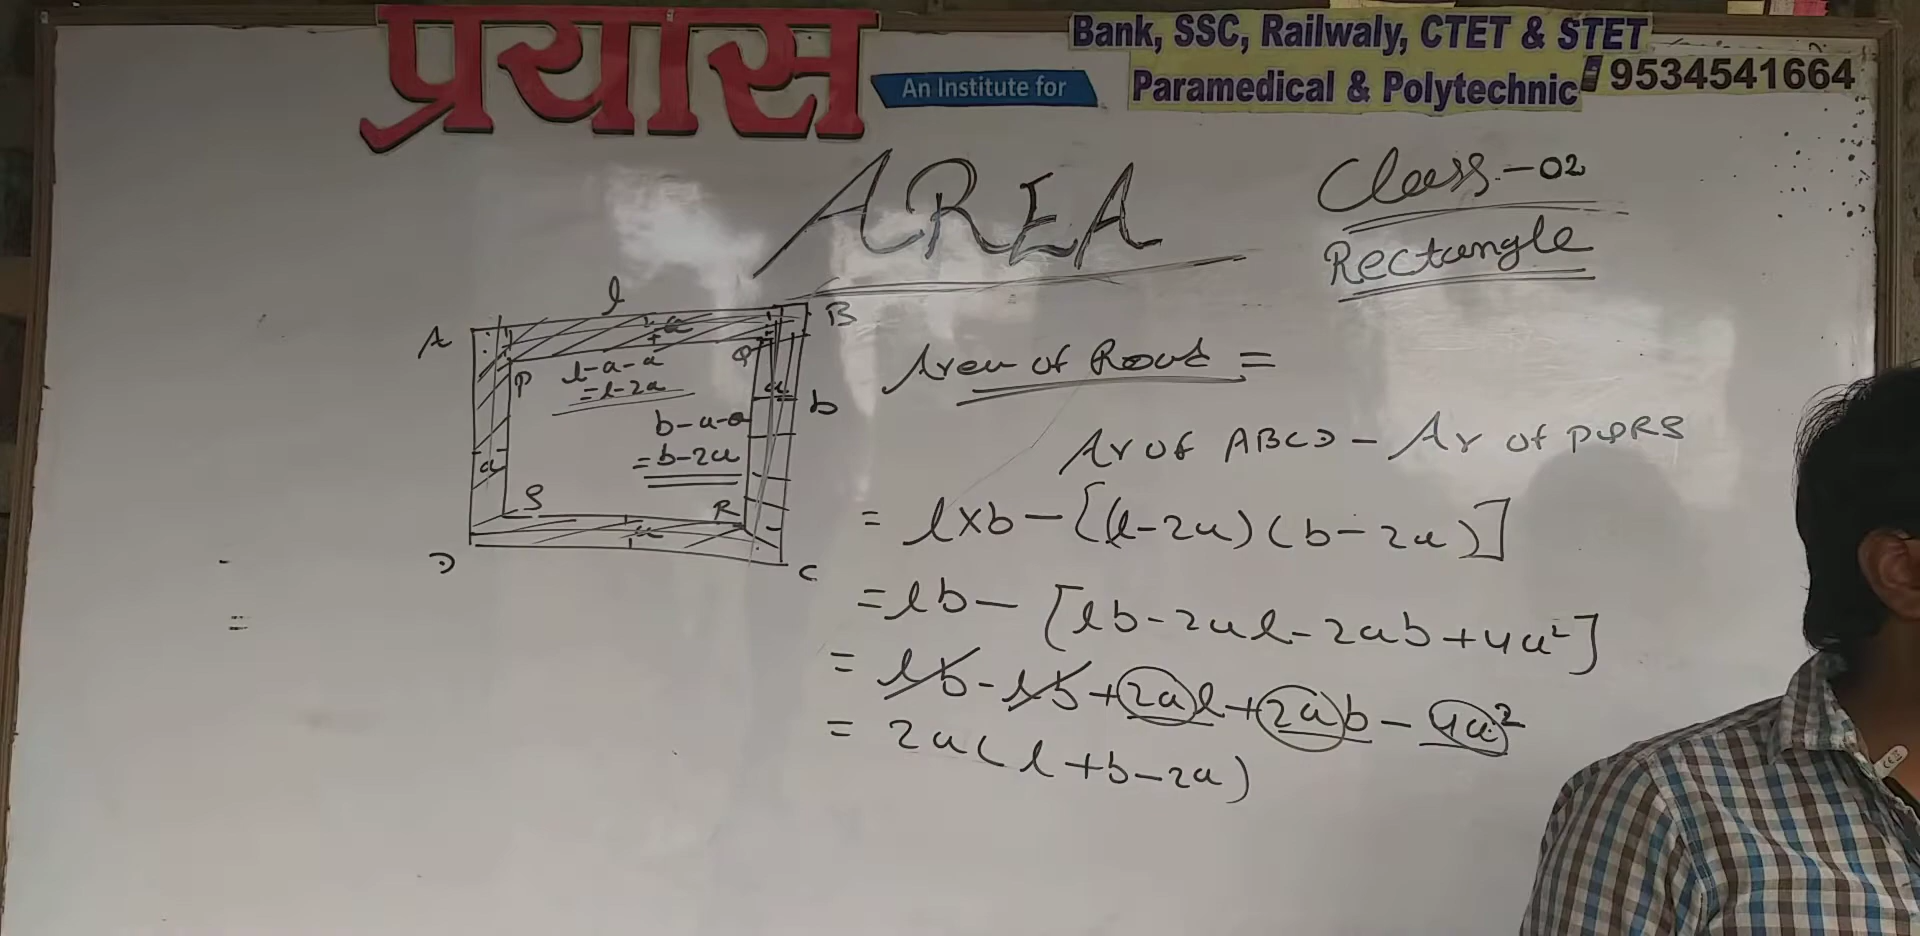 प्रयास
An Institute for
Bank, SSC, Railwaly, CTET & STET
Paramedical & Polytechnic 9534541664
AREA
Class-02
Rectangle
l
A
B
a
P
Q
l-a-a
=l-2a
a
b
b-a-a
=b-2a
a
S
R
a
D
C
Area of Road =
Ar of ABCD - Ar of PQRS
= l×b-[(l-2a)(b-2a)]
=lb-[lb-2al-2ab+4a²]
= lb-lb+2al+2ab-4a²
= 2a(l+b-2a)
-
=